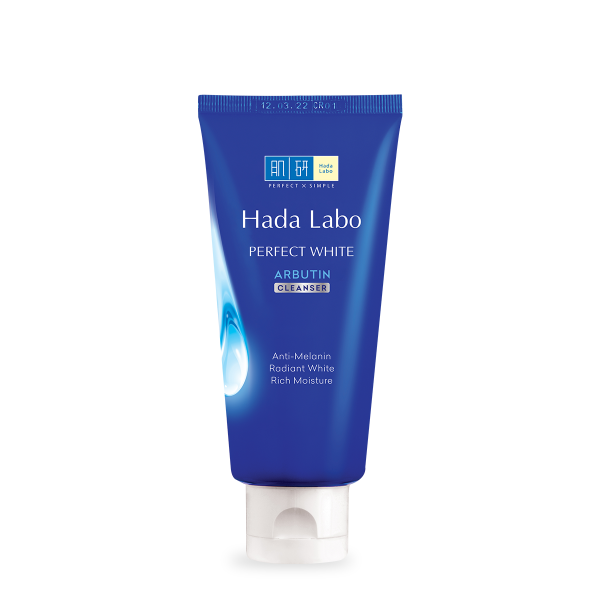 12.03.22 CR01
肌研 Hada
Labo
PERFECT X SIMPLE
Hada Labo
PERFECT WHITE
ARBUTIN
CLEANSER
Anti-Melanin
Radiant White
Rich Moisture